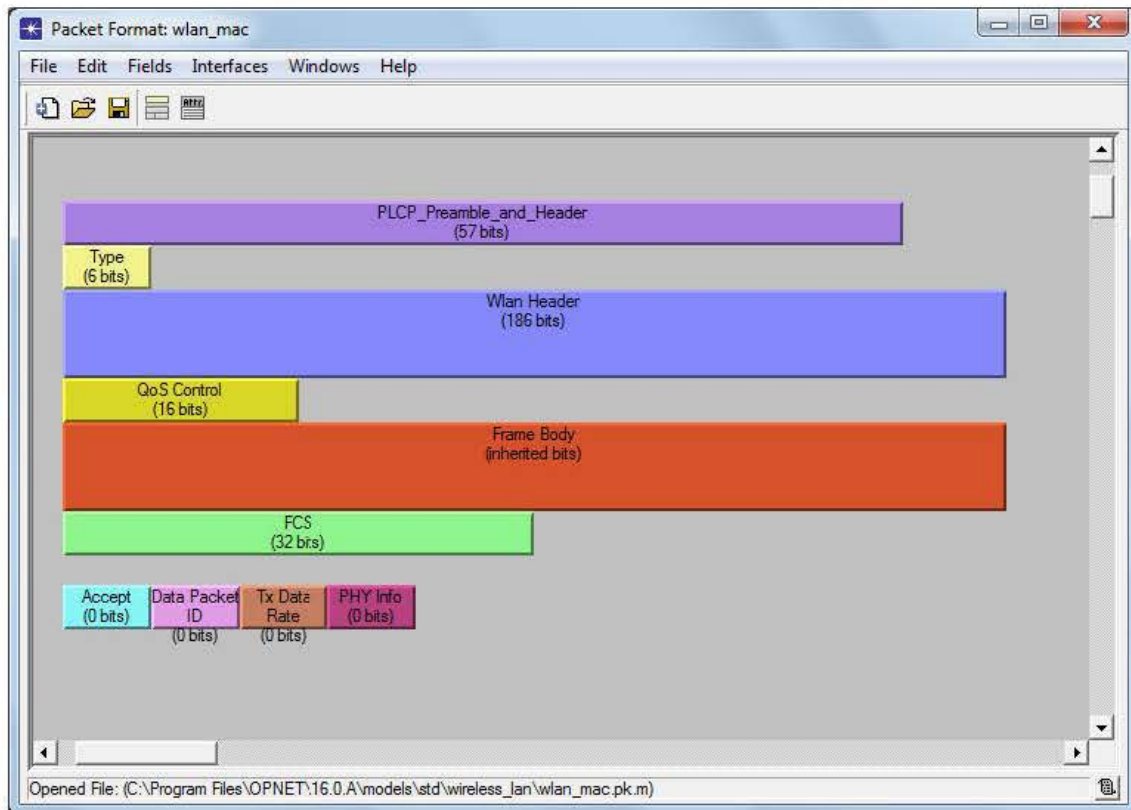 Packet Format: wlan_mac
File Edit Fields Interfaces Windows Help
Attr.
PLCP_Preamble_and_Header
(57 bits)
Type
(6 bits)
Wlan Header
(186 bits)
QoS Control
(16 bits)
Frame Body
(inherited bits)
FCS
(32 bits)
Accept
(0 bits)
Data Packet
ID
(0 bits)
Tx Data
Rate
(0 bits)
PHY Info
(0 bits)
Opened File: (C:\Program Files\OPNET\16.0.A\models\std\wireless_lan\wlan_mac.pk.m)